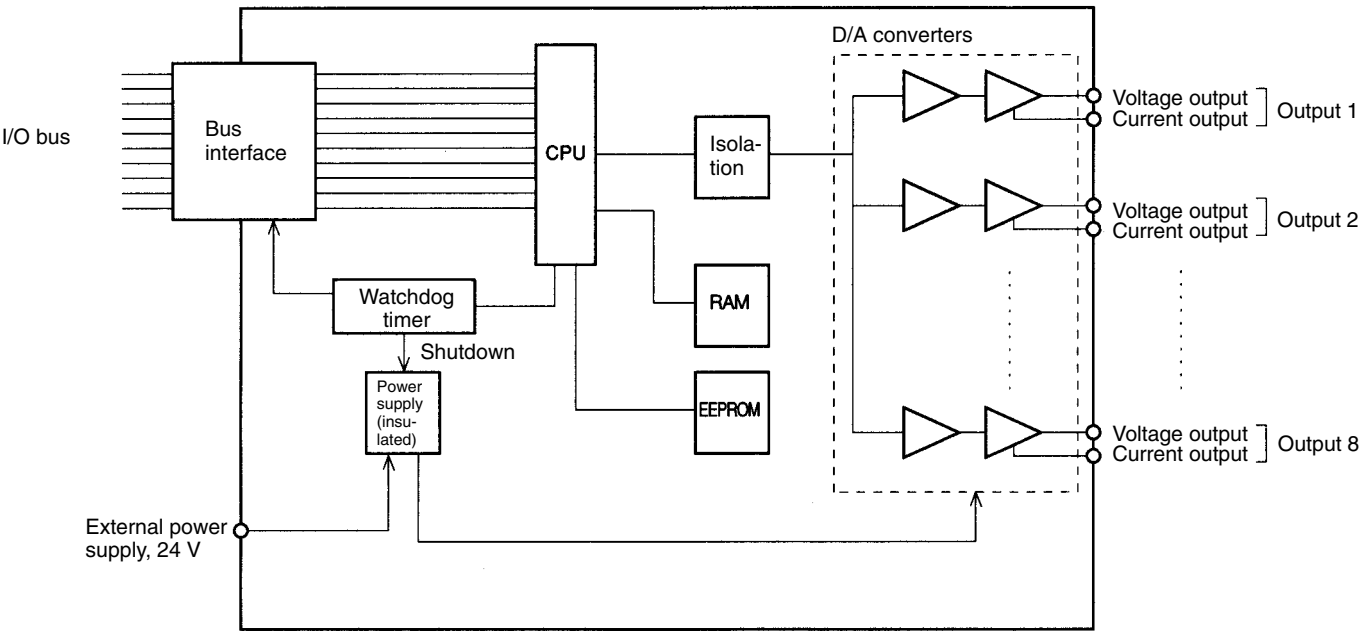 D/A converters
I/O bus
Bus
interface
CPU
Isola-
tion
Voltage output
Current output
Output 1
Voltage output
Current output
Output 2
Watchdog
timer
RAM
Shutdown
Power
supply
(insu-
lated)
EEPROM
Voltage output
Current output
Output 8
External power
supply, 24 V